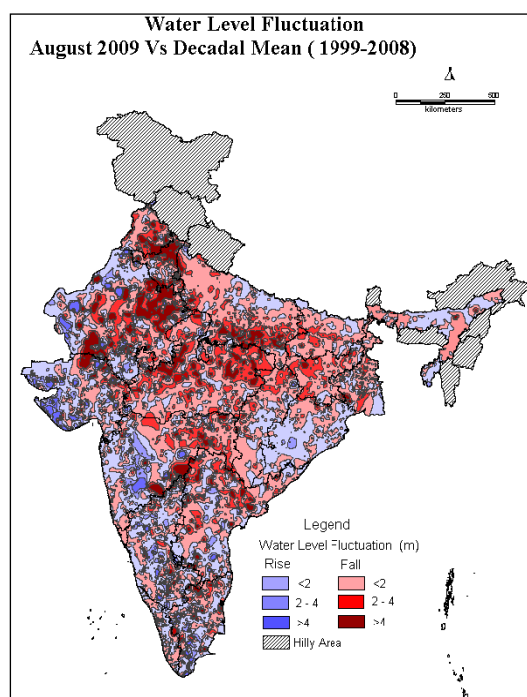 Water Level Fluctuation
August 2009 Vs Decadal Mean ( 1999-2008)
0 250 500
kilometers
Legend
Water Level Fluctuation (m)
Rise Fall
<2 <2
2 - 4 2 - 4
>4 >4
Hilly Area